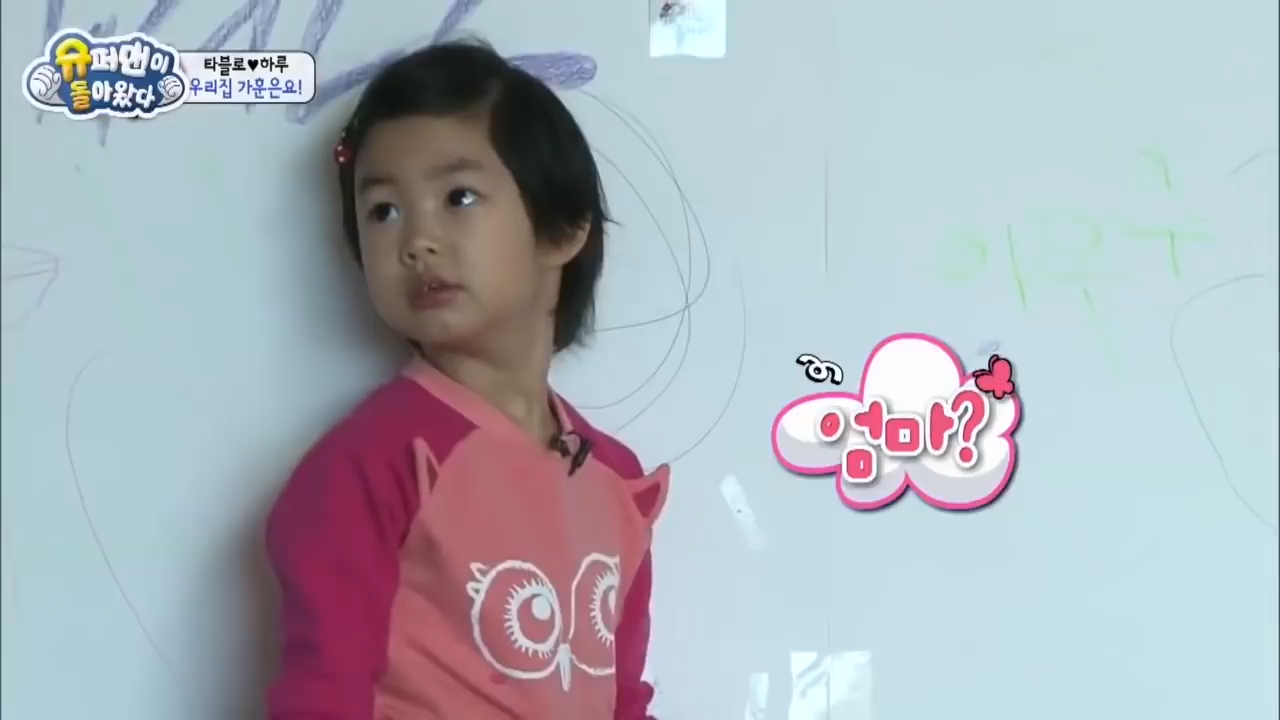 슈퍼맨이
돌아왔다
타블로♥하루
우리집 가훈은요!
엄마?